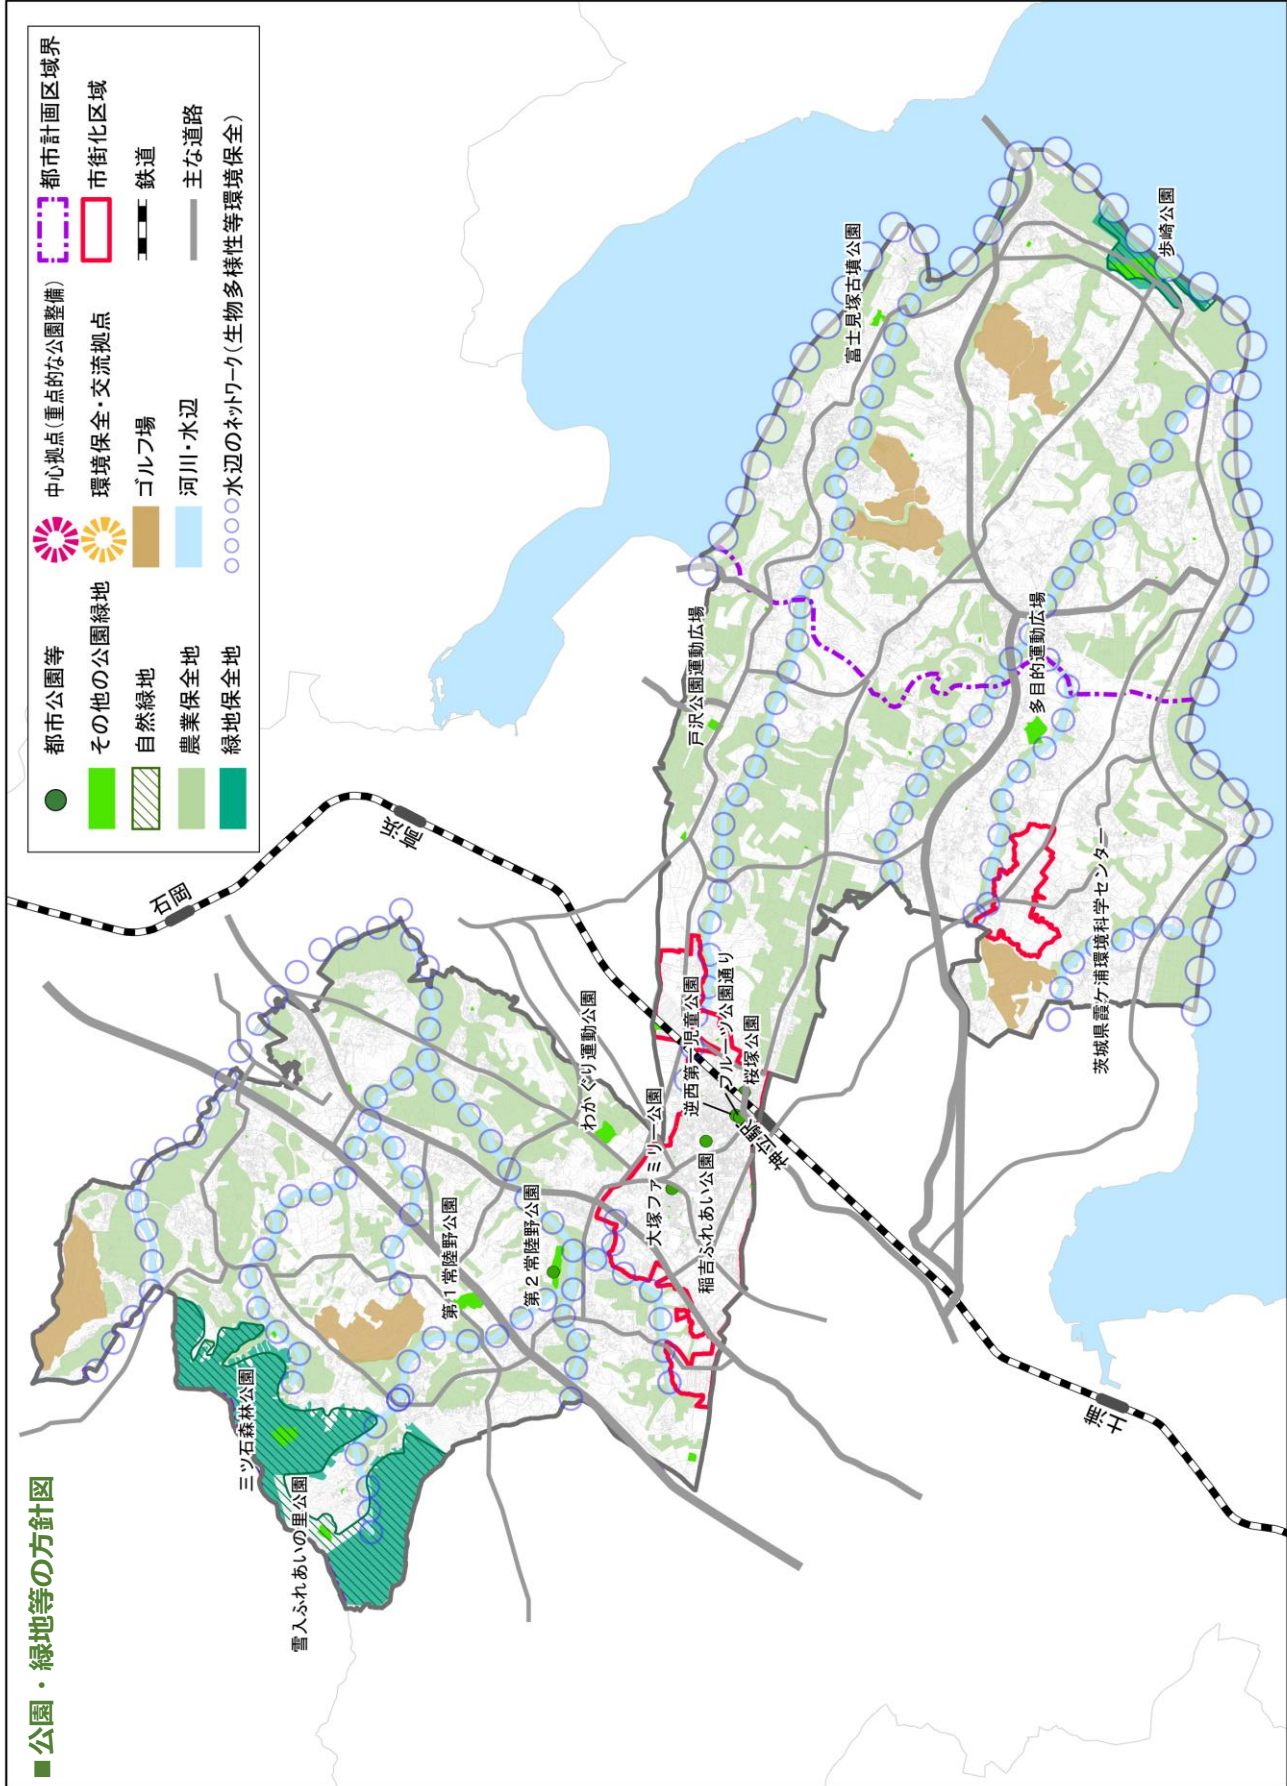 ■公園・緑地等の方針図
都市公園等
その他の公園緑地
自然緑地
農業保全地
緑地保全地
中心拠点(重点的な公園整備)
環境保全・交流拠点
ゴルフ場
河川・水辺
水辺のネットワーク(生物多様性等環境保全)
都市計画区域界
市街化区域
鉄道
主な道路
石岡
高浜
三ツ石森林公園
雪入ふれあいの里公園
第1常陸野公園
第2常陸野公園
わかぐり運動公園
大塚ファミリー公園
逆西第一児童公園
稲吉ふれあい公園
フルーツ公園通り
桜塚公園
神立駅
土浦
戸沢公園運動広場
富士見塚古墳公園
歩崎公園
多目的運動広場
茨城県霞ケ浦環境科学センター